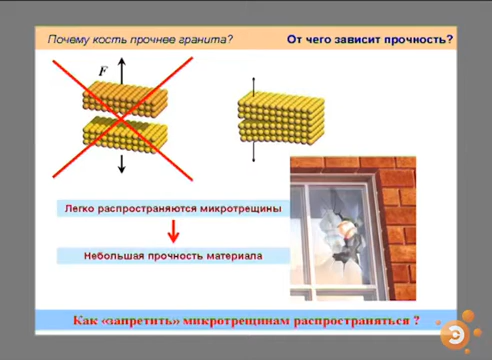 Почему кость прочнее гранита?
От чего зависит прочность?
F
Легко распространяются микротрещины
Небольшая прочность материала
Как «запретить» микротрещинам распространяться ?
Э